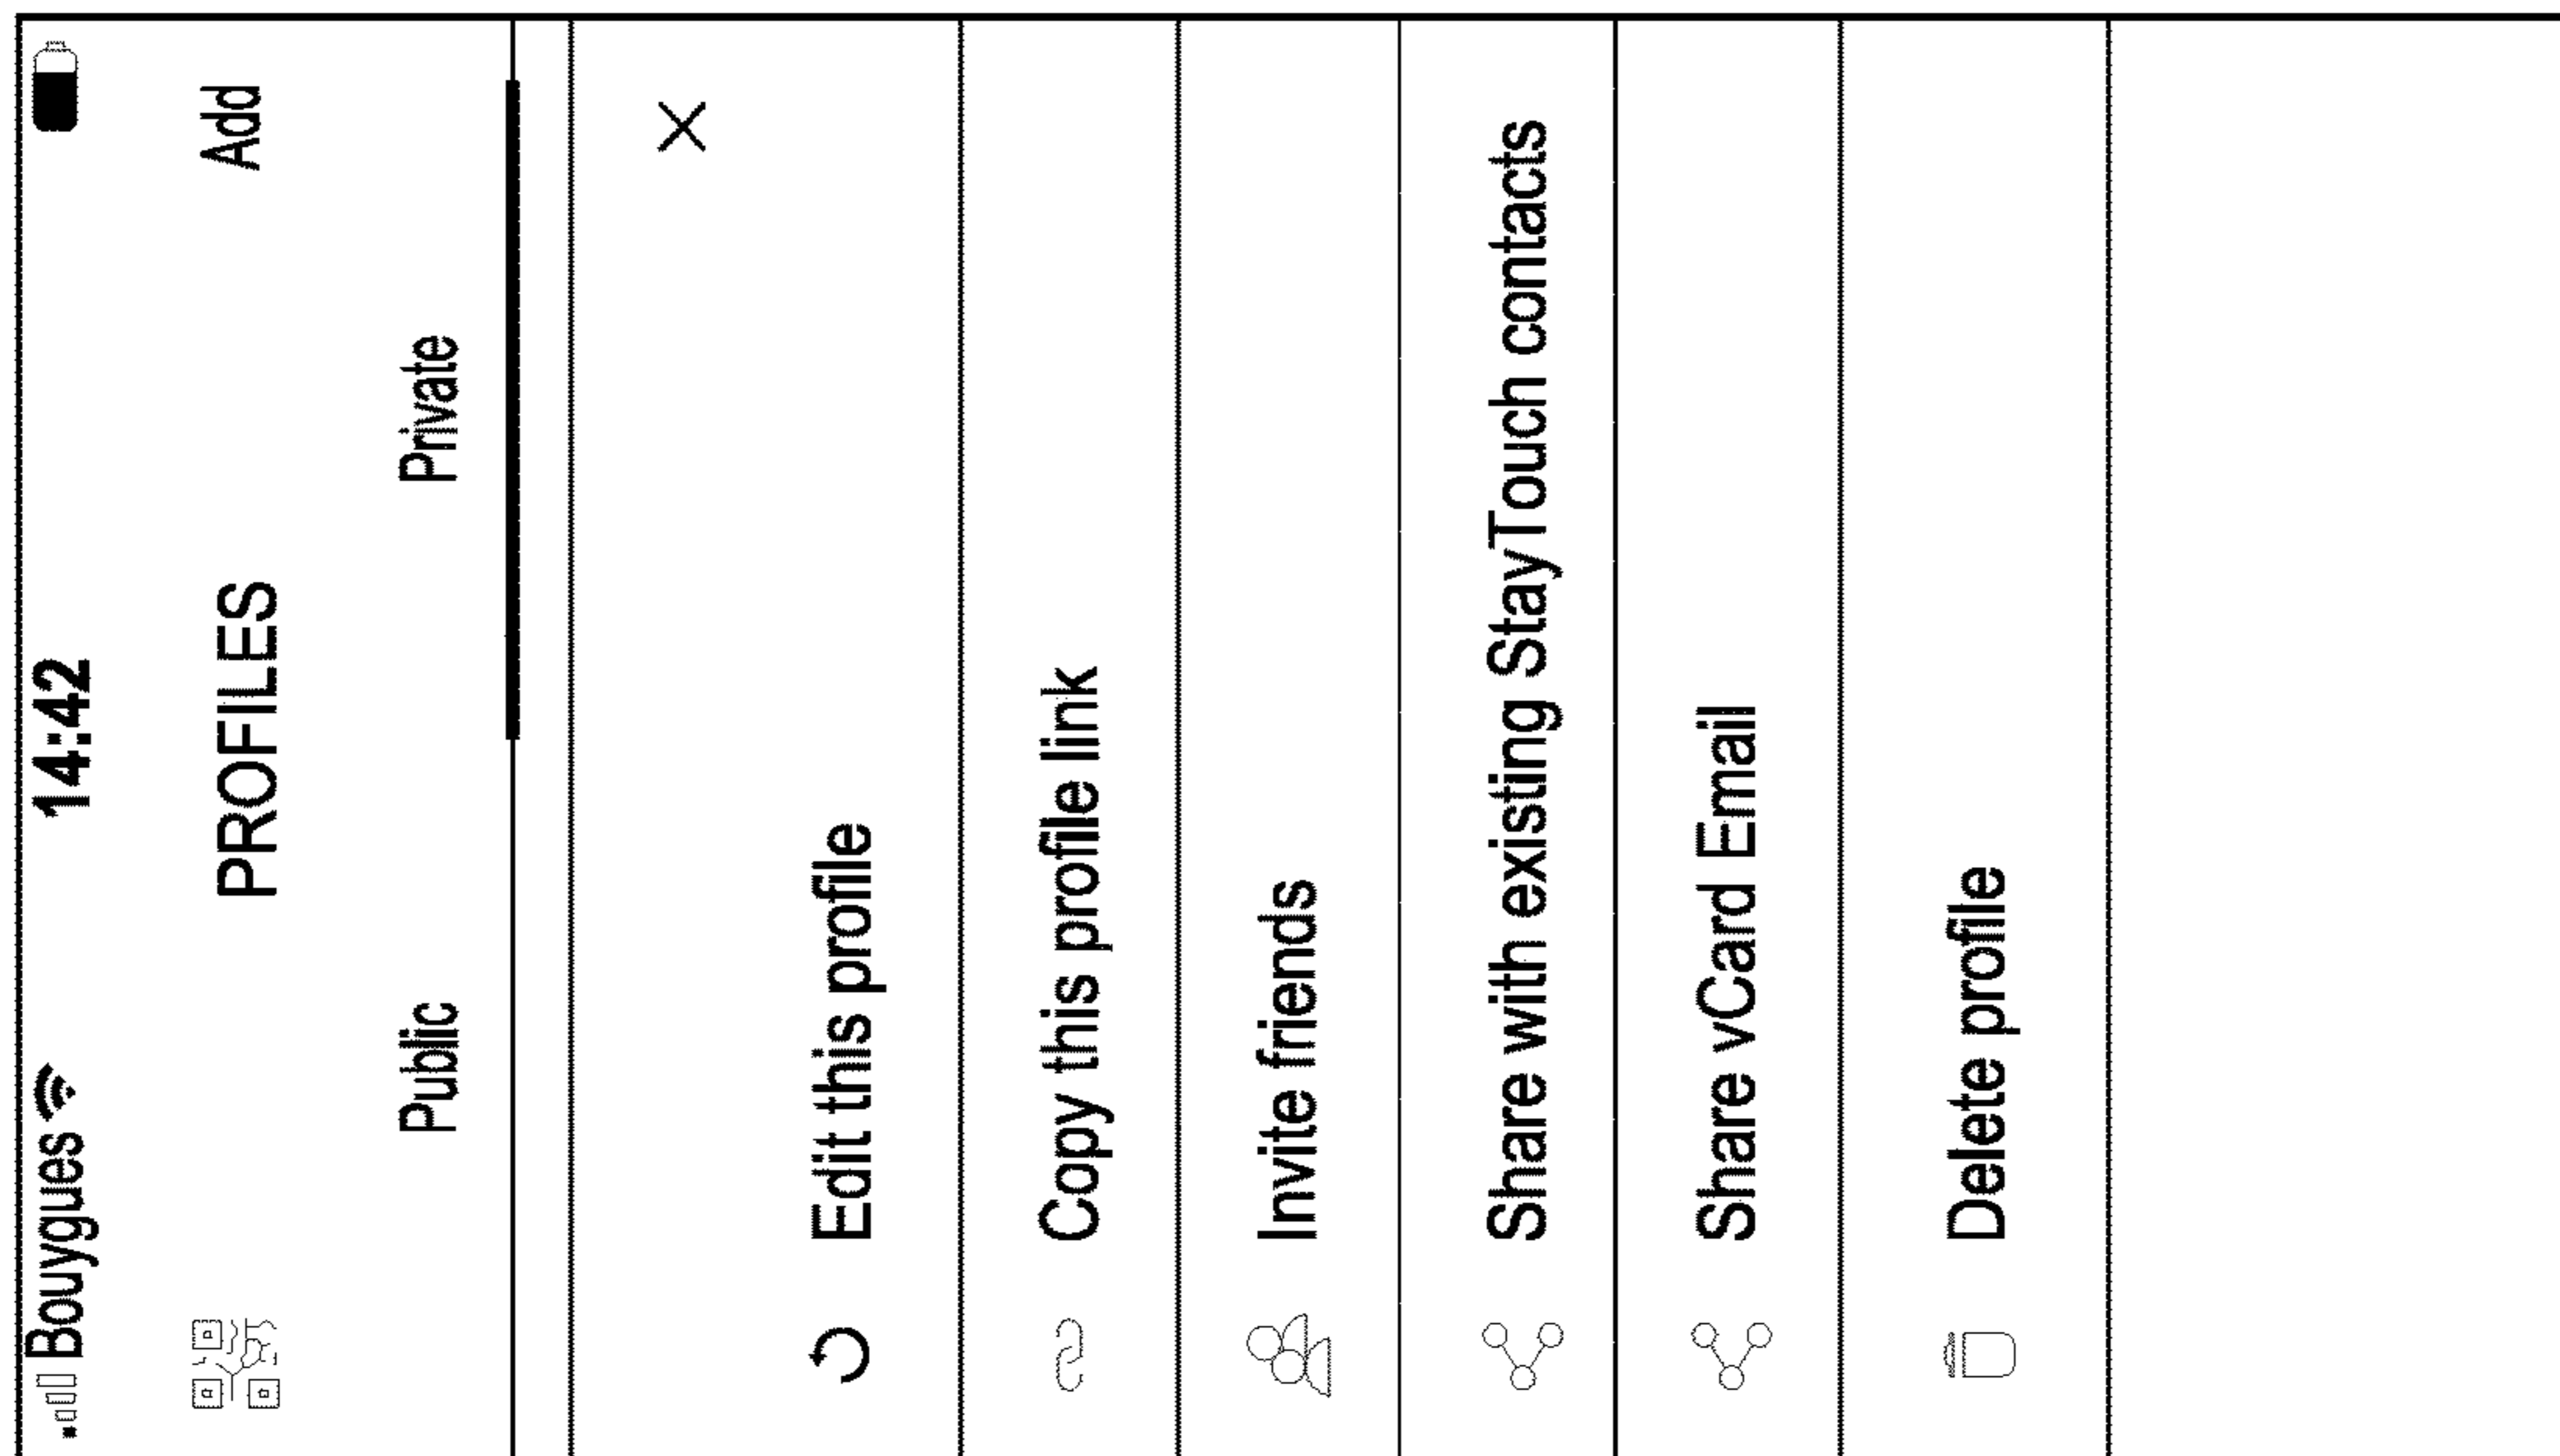 Bouygues 14:42
PROFILES Add
Public Private
Edit this profile
Copy this profile link
Invite friends
Share with existing StayTouch contacts
Share vCard Email
Delete profile